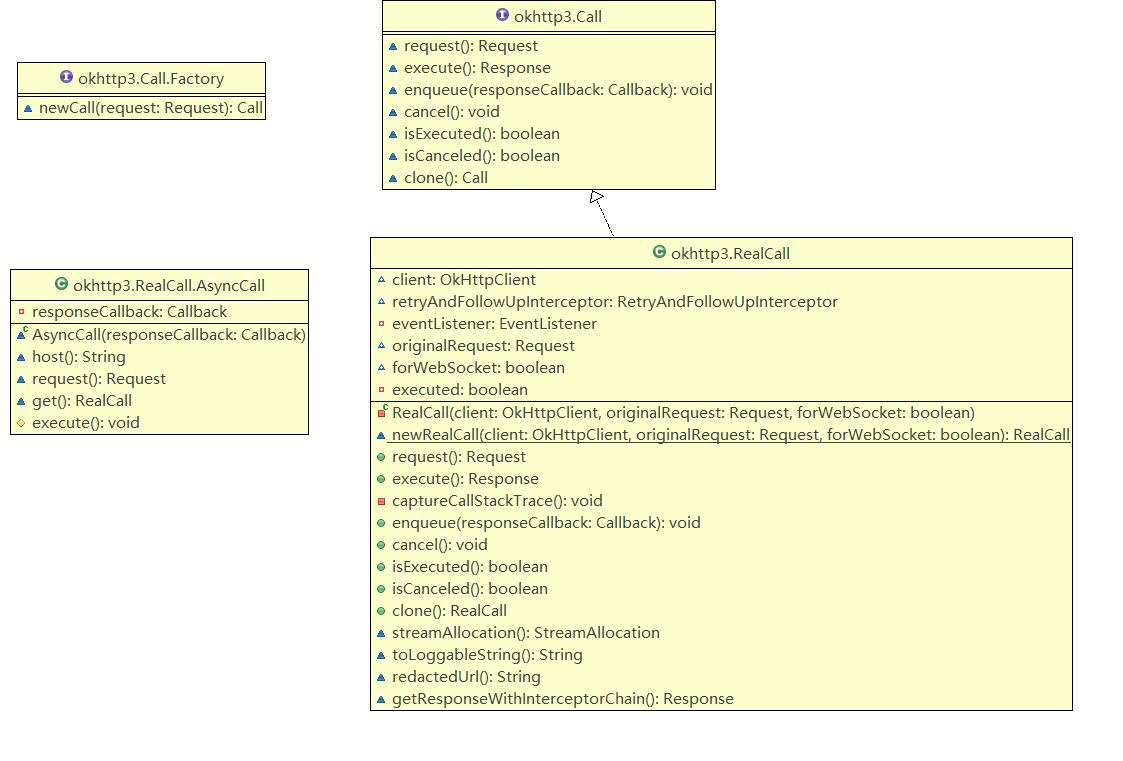 okhttp3.Call
request(): Request
execute(): Response
enqueue(responseCallback: Callback): void
cancel(): void
isExecuted(): boolean
isCanceled(): boolean
clone(): Call
okhttp3.Call.Factory
newCall(request: Request): Call
okhttp3.RealCall.AsyncCall
responseCallback: Callback
AsyncCall(responseCallback: Callback)
host(): String
request(): Request
get(): RealCall
execute(): void
okhttp3.RealCall
client: OkHttpClient
retryAndFollowUpInterceptor: RetryAndFollowUpInterceptor
eventListener: EventListener
originalRequest: Request
forWebSocket: boolean
executed: boolean
RealCall(client: OkHttpClient, originalRequest: Request, forWebSocket: boolean)
newRealCall(client: OkHttpClient, originalRequest: Request, forWebSocket: boolean): RealCall
request(): Request
execute(): Response
captureCallStackTrace(): void
enqueue(responseCallback: Callback): void
cancel(): void
isExecuted(): boolean
isCanceled(): boolean
clone(): RealCall
streamAllocation(): StreamAllocation
toLoggableString(): String
redactedUrl(): String
getResponseWithInterceptorChain(): Response